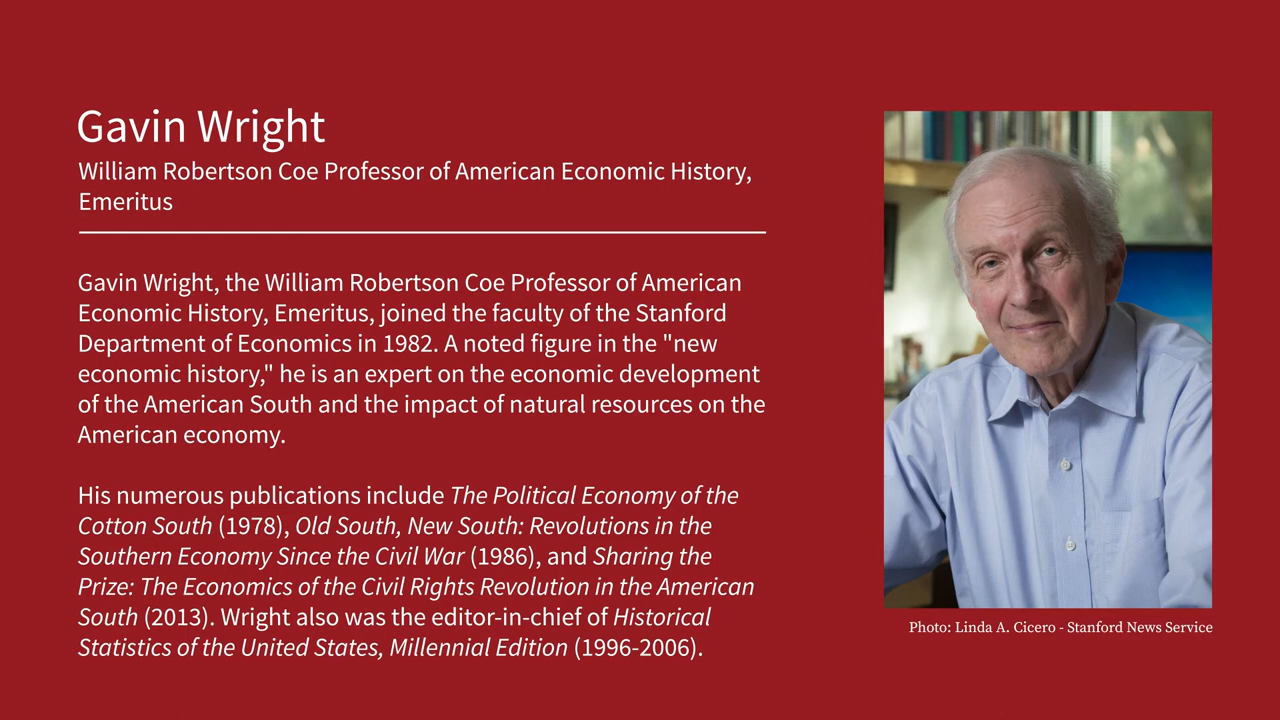 Gavin Wright
William Robertson Coe Professor of American Economic History,
Emeritus
Gavin Wright, the William Robertson Coe Professor of American
Economic History, Emeritus, joined the faculty of the Stanford
Department of Economics in 1982. A noted figure in the "new
economic history," he is an expert on the economic development
of the American South and the impact of natural resources on the
American economy.
His numerous publications include The Political Economy of the
Cotton South (1978), Old South, New South: Revolutions in the
Southern Economy Since the Civil War (1986), and Sharing the
Prize: The Economics of the Civil Rights Revolution in the American
South (2013). Wright also was the editor-in-chief of Historical
Statistics of the United States, Millennial Edition (1996-2006).
Photo: Linda A. Cicero - Stanford News Service